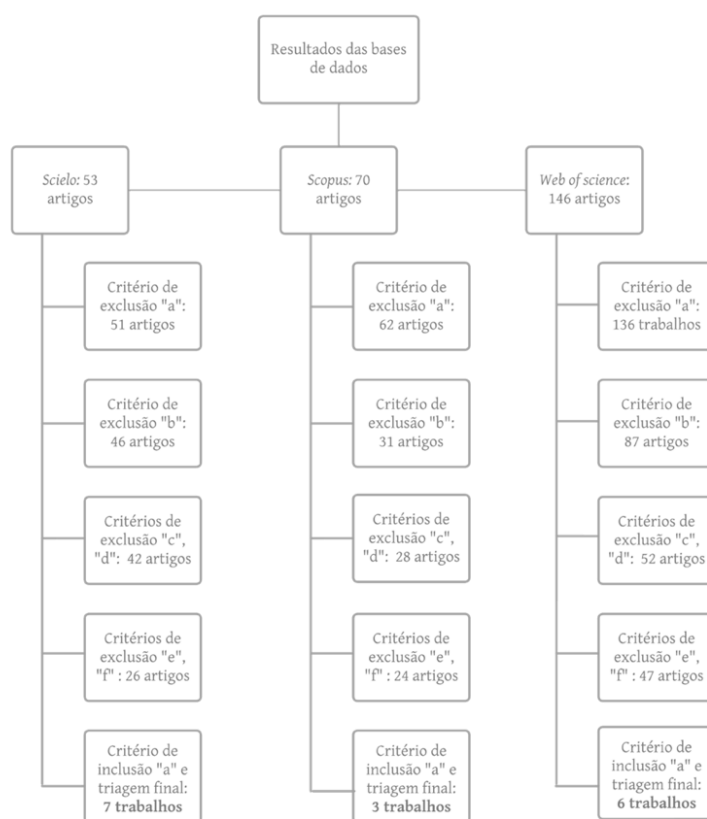 Resultados das bases
de dados
Scielo: 53
artigos
Scopus: 70
artigos
Web of science:
146 artigos
Critério de
exclusão "a":
51 artigos
Critério de
exclusão "b":
46 artigos
Critérios de
exclusão "c",
"d": 42 artigos
Critérios de
exclusão "e",
"f" : 26 artigos
Critério de
inclusão "a" e
triagem final:
7 trabalhos
Critério de
exclusão "a":
62 artigos
Critério de
exclusão "b":
31 artigos
Critérios de
exclusão "c",
"d": 28 artigos
Critérios de
exclusão "e",
"f" : 24 artigos
Critério de
inclusão "a" e
triagem final:
3 trabalhos
Critério de
exclusão "a":
136 trabalhos
Critério de
exclusão "b":
87 artigos
Critérios de
exclusão "c",
"d": 52 artigos
Critérios de
exclusão "e",
"f" : 47 artigos
Critério de
inclusão "a" e
triagem final:
6 trabalhos